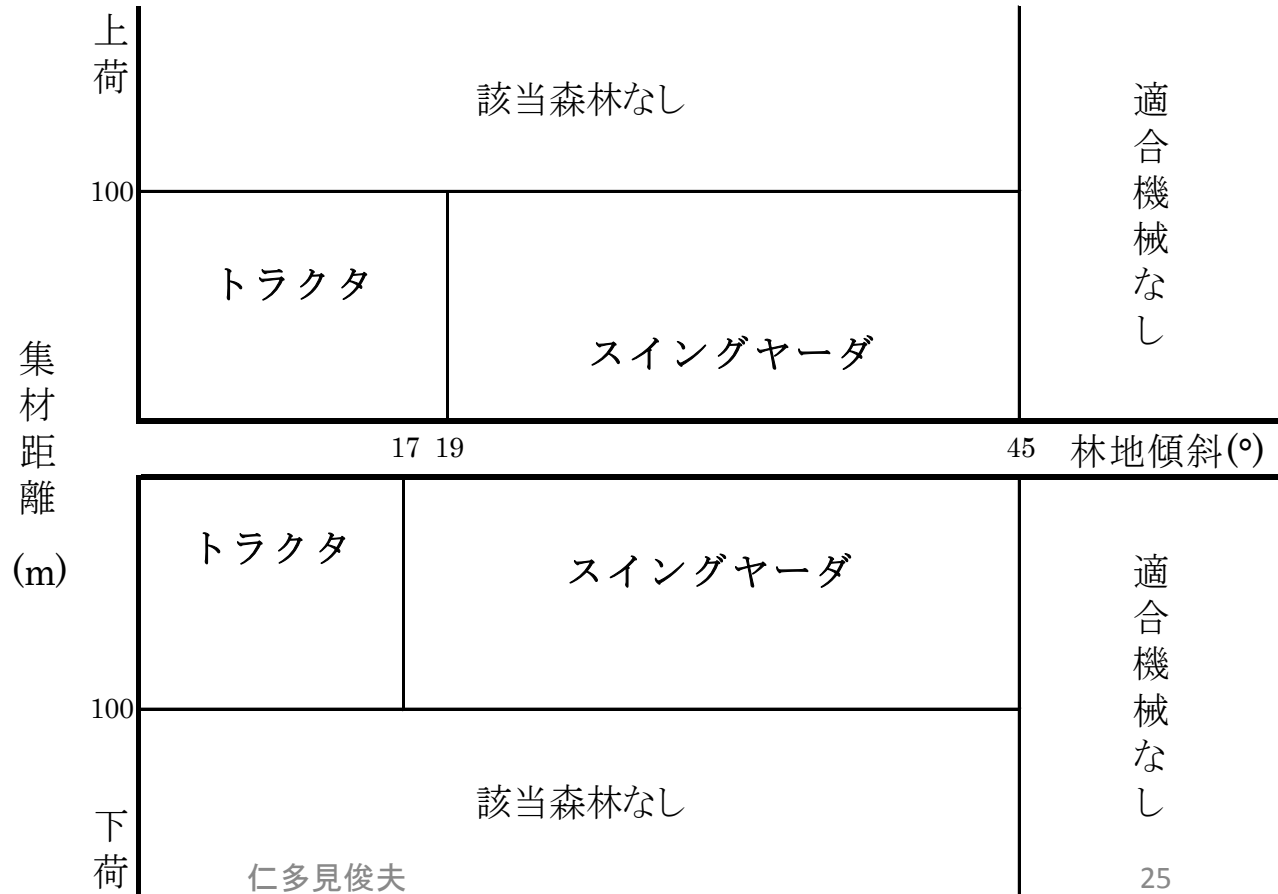 上荷
該当森林なし
適合機械なし
100
トラクタ
スイングヤーダ
集材距離
(m)
17 19
45
林地傾斜(°)
トラクタ
スイングヤーダ
適合機械なし
100
該当森林なし
下荷
仁多見俊夫
25